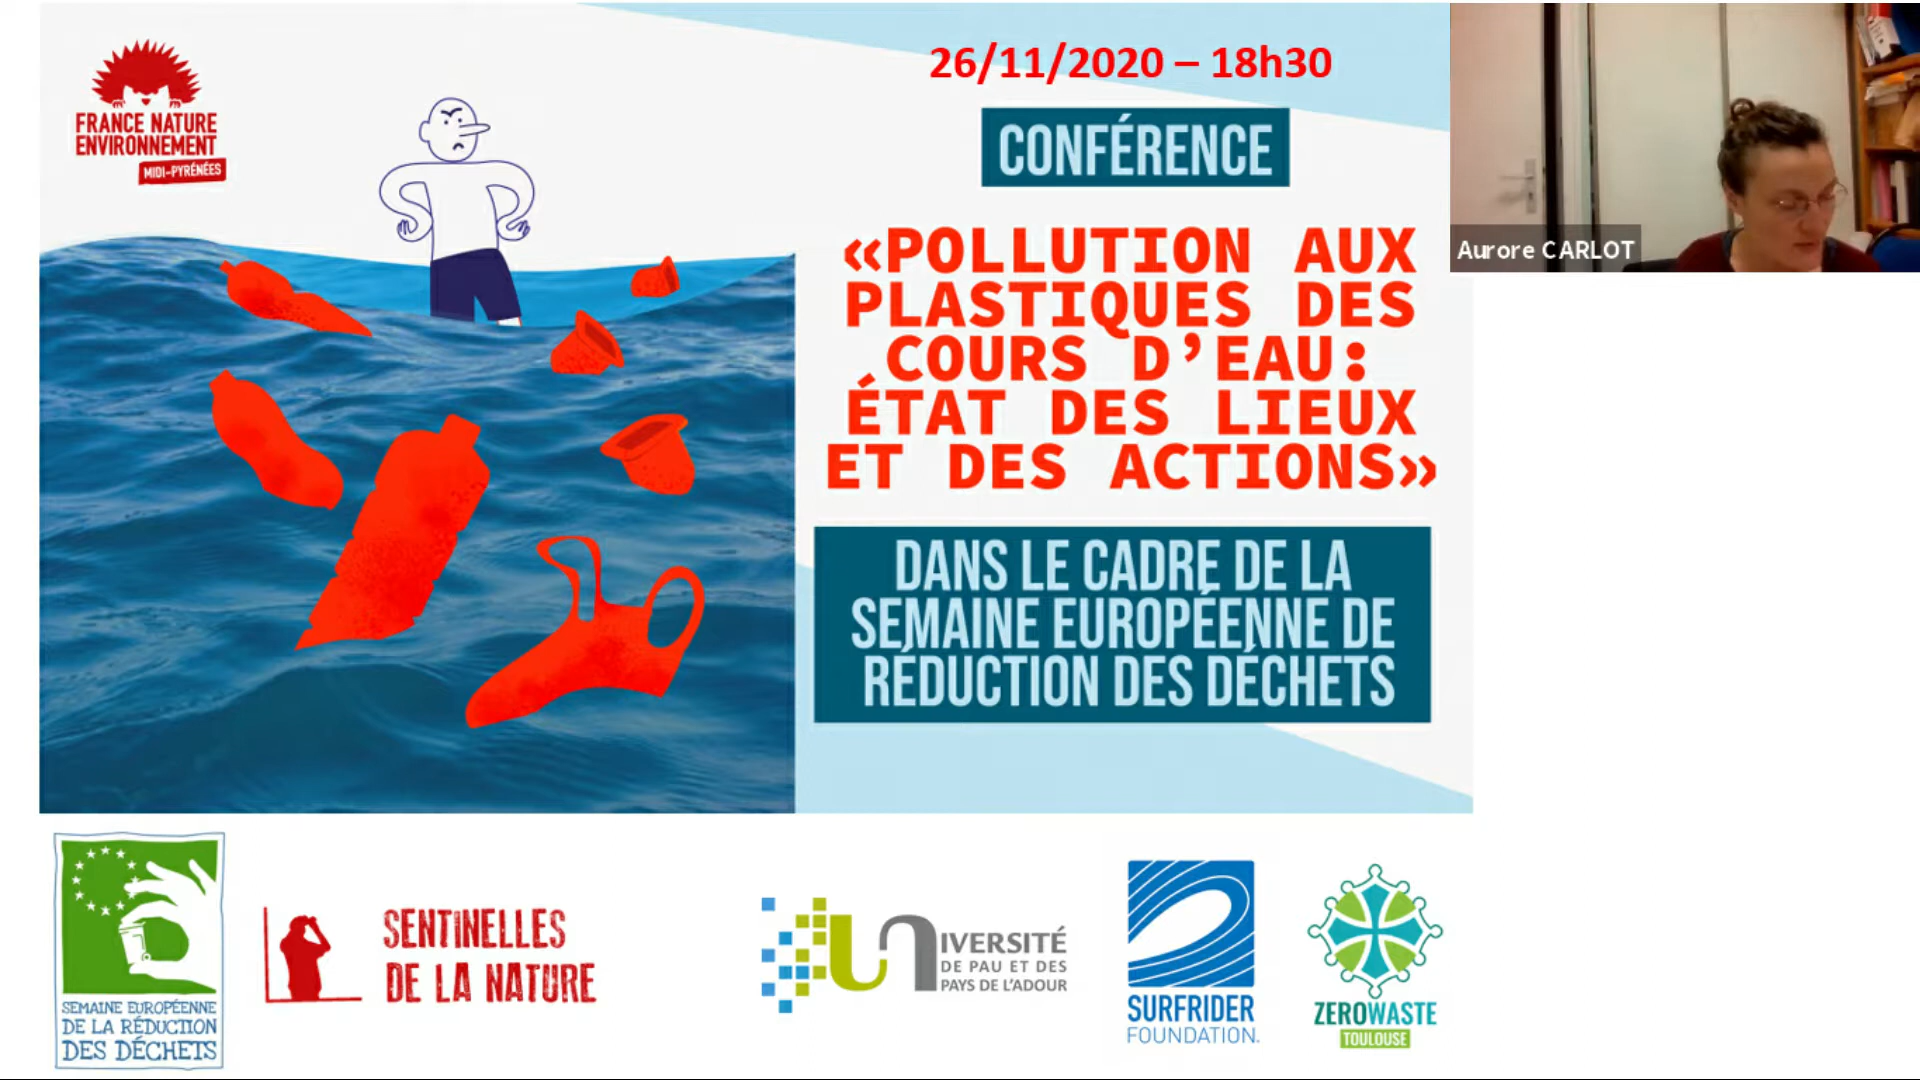 FRANCE NATURE
ENVIRONNEMENT
MIDI-PYRÉNÉES
26/11/2020 – 18h30
CONFÉRENCE
«POLLUTION AUX
PLASTIQUES DES
COURS D’EAU:
ÉTAT DES LIEUX
ET DES ACTIONS»
DANS LE CADRE DE LA
SEMAINE EUROPÉENNE DE
RÉDUCTION DES DÉCHETS
Aurore CARLOT
SEMAINE EUROPÉENNE
DE LA RÉDUCTION
DES DÉCHETS
SENTINELLES
DE LA NATURE
UNIVERSITÉ
DE PAU ET DES
PAYS DE L'ADOUR
SURFRIDER
FOUNDATION.
ZEROWASTE
TOULOUSE